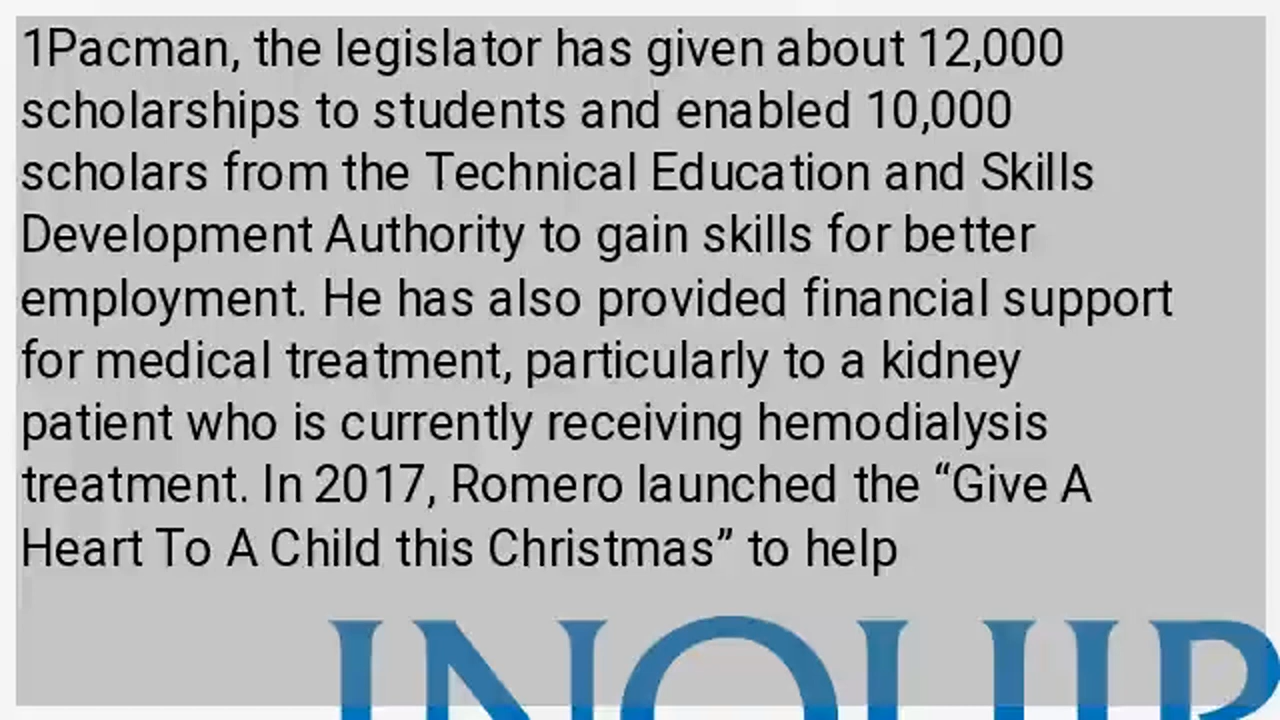 1Pacman, the legislator has given about 12,000
scholarships to students and enabled 10,000
scholars from the Technical Education and Skills
Development Authority to gain skills for better
employment. He has also provided financial support
for medical treatment, particularly to a kidney
patient who is currently receiving hemodialysis
treatment. In 2017, Romero launched the “Give A
Heart To A Child this Christmas” to help